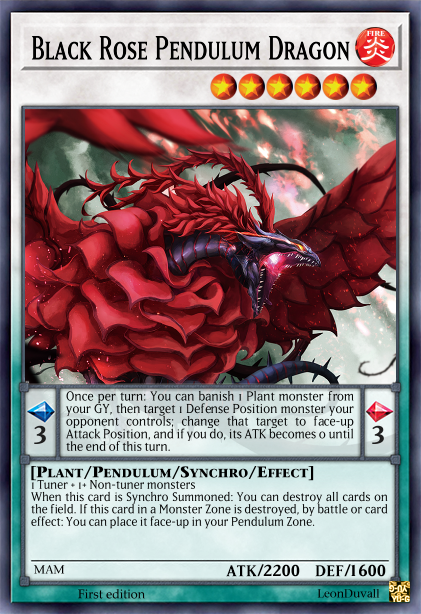 BLACK ROSE PENDULUM DRAGON
FIRE
炎
Once per turn: You can banish 1 Plant monster from
your GY, then target 1 Defense Position monster your
opponent controls; change that target to face-up
Attack Position, and if you do, its ATK becomes 0 until
the end of this turn.
3
3
[PLANT/PENDULUM/SYNCHRO/EFFECT]
1 Tuner + 1+ Non-tuner monsters
When this card is Synchro Summoned: You can destroy all cards on
the field. If this card in a Monster Zone is destroyed, by battle or card
effect: You can place it face-up in your Pendulum Zone.
MAM
ATK/2200 DEF/1600
First edition
LeonDuvall